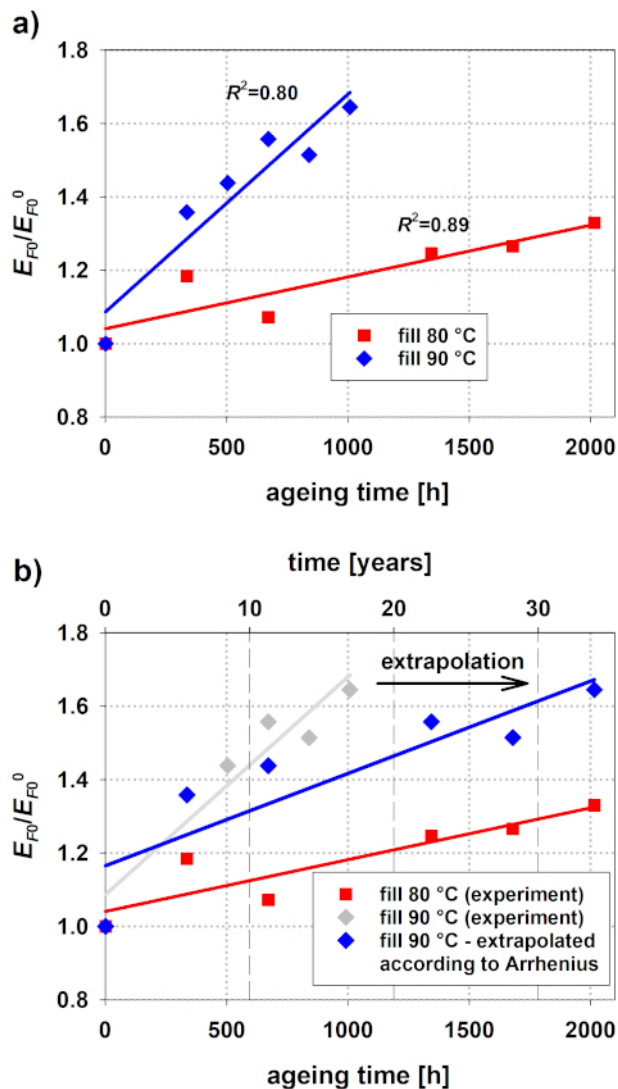 a)
1.8
1.6
1.4
1.2
1.0
0.8
E_F0/E_F0^0
R²=0.80
R²=0.89
fill 80 °C
fill 90 °C
0 500 1000 1500 2000
ageing time [h]
b)
time [years]
0 10 20 30
1.8
1.6
1.4
1.2
1.0
0.8
E_F0/E_F0^0
extrapolation
fill 80 °C (experiment)
fill 90 °C (experiment)
fill 90 °C - extrapolated
according to Arrhenius
0 500 1000 1500 2000
ageing time [h]